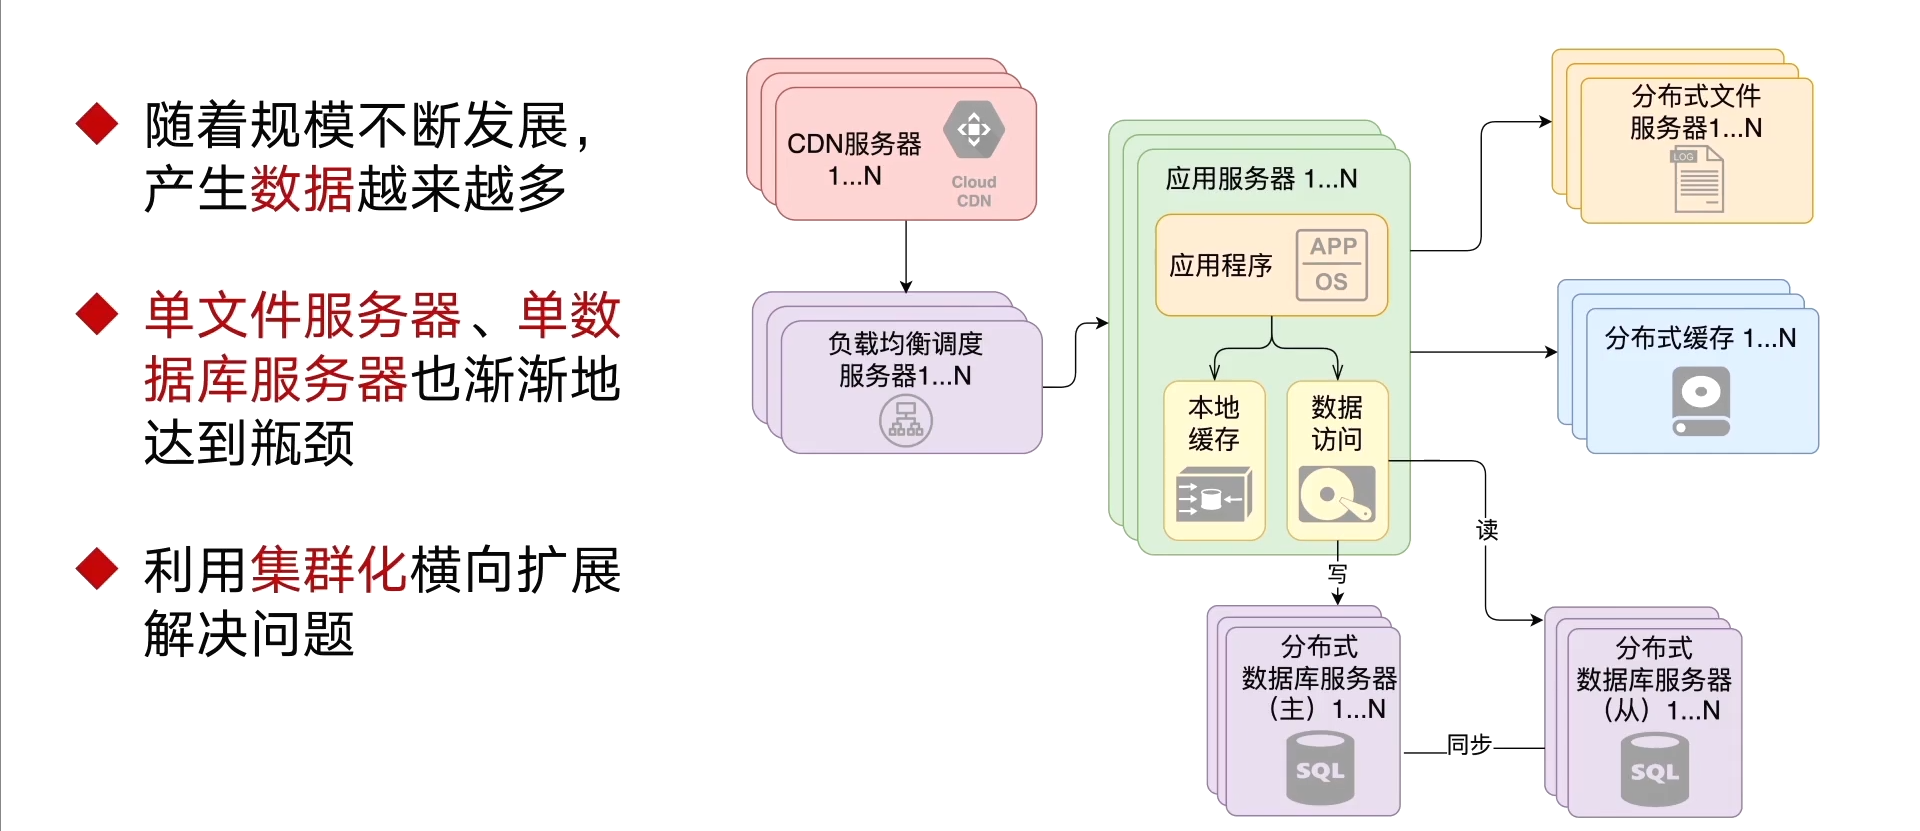 随着规模不断发展，
产生数据越来越多
单文件服务器、单数
据库服务器也渐渐地
达到瓶颈
利用集群化横向扩展
解决问题
CDN服务器
1...N
Cloud
CDN
负载均衡调度
服务器1...N
应用服务器 1...N
应用程序
APP
OS
本地
缓存
数据
访问
分布式文件
服务器1...N
LOG
分布式缓存 1...N
读
写
分布式
数据库服务器
（主）1...N
SQL
同步
分布式
数据库服务器
（从）1...N
SQL